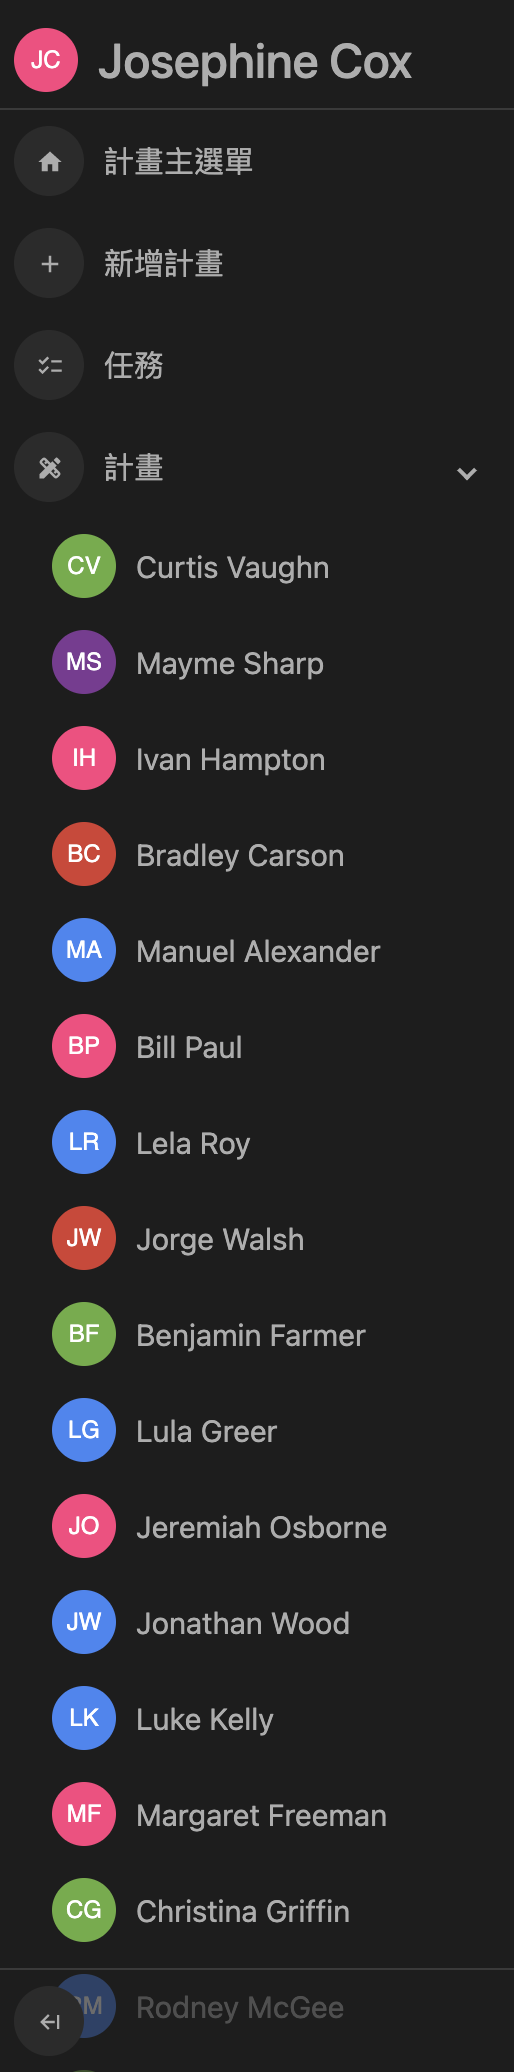 JC Josephine Cox
計畫主選單
新增計畫
任務
計畫
CV Curtis Vaughn
MS Mayme Sharp
IH Ivan Hampton
BC Bradley Carson
MA Manuel Alexander
BP Bill Paul
LR Lela Roy
JW Jorge Walsh
BF Benjamin Farmer
LG Lula Greer
JO Jeremiah Osborne
JW Jonathan Wood
LK Luke Kelly
MF Margaret Freeman
CG Christina Griffin
Rodney McGee